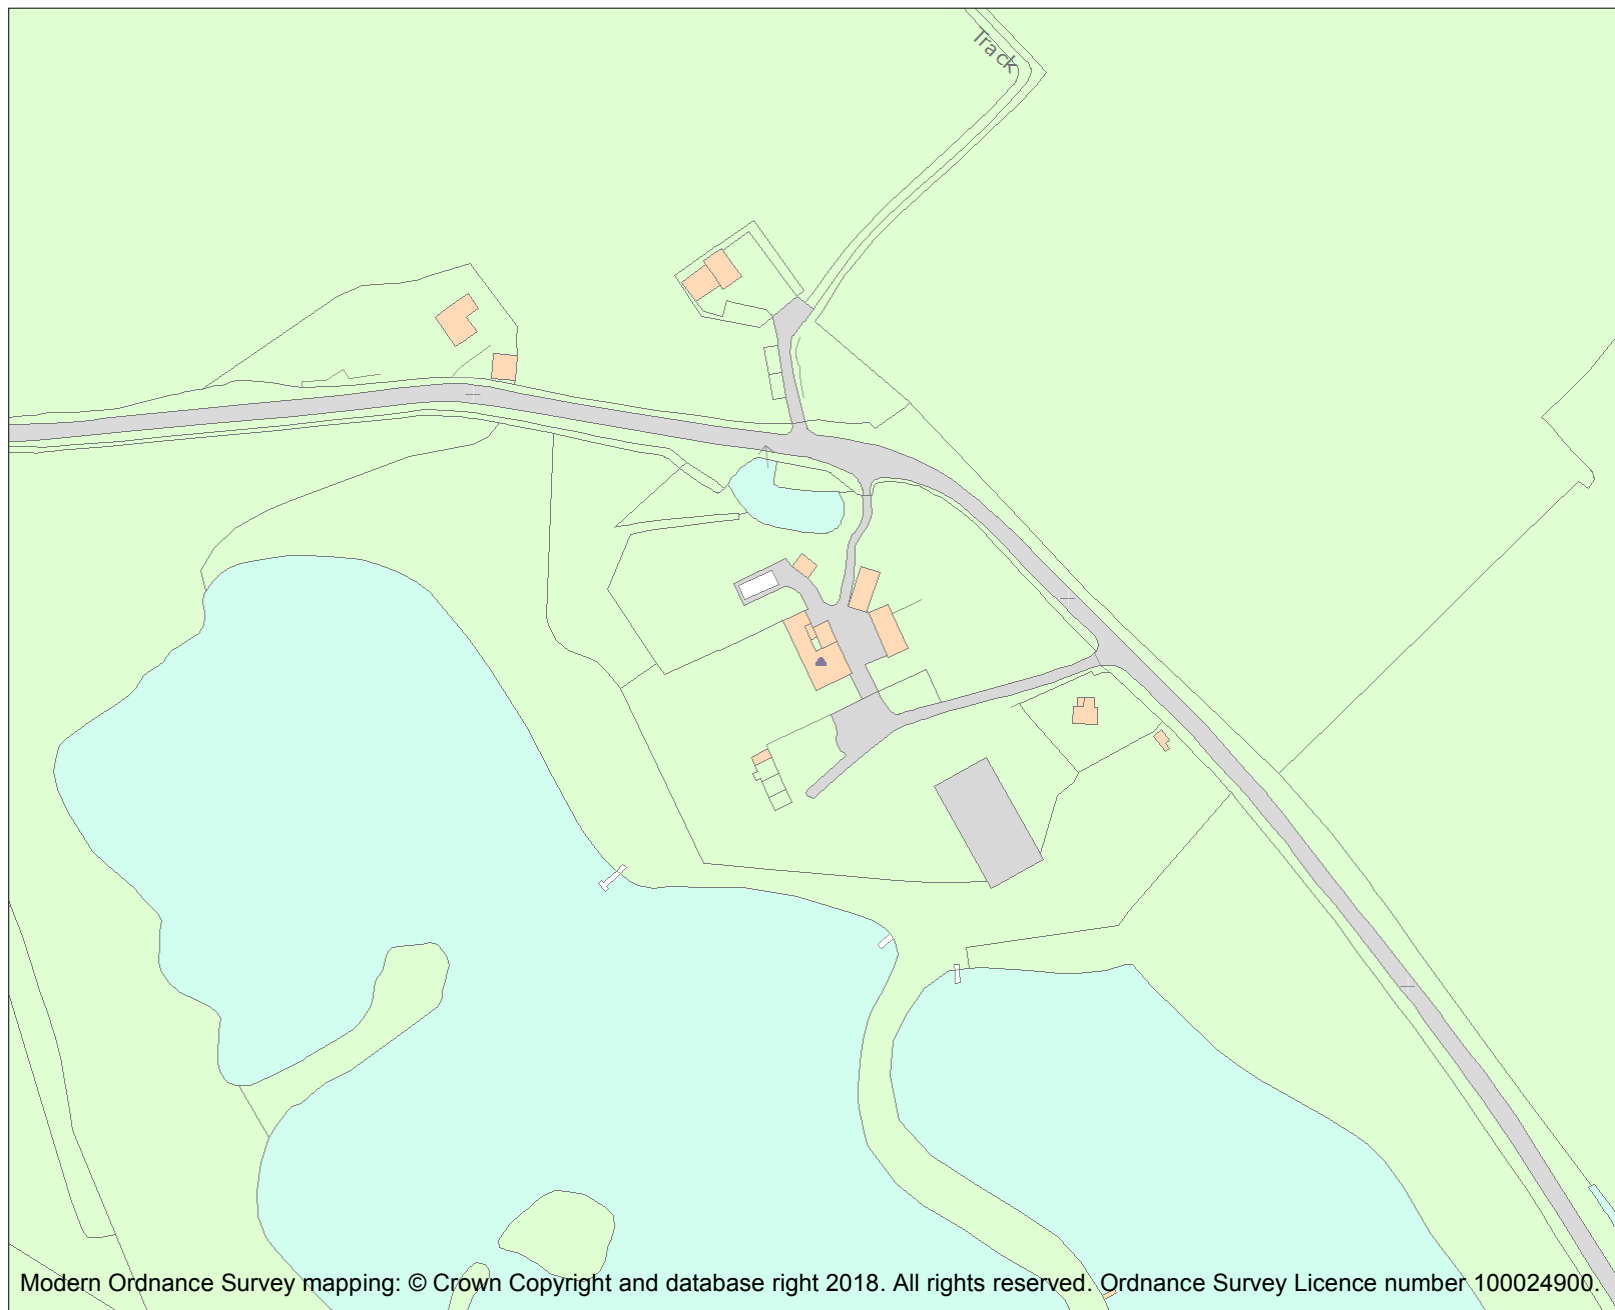 Track
Modern Ordnance Survey mapping: © Crown Copyright and database right 2018. All rights reserved. Ordnance Survey Licence number 100024900.